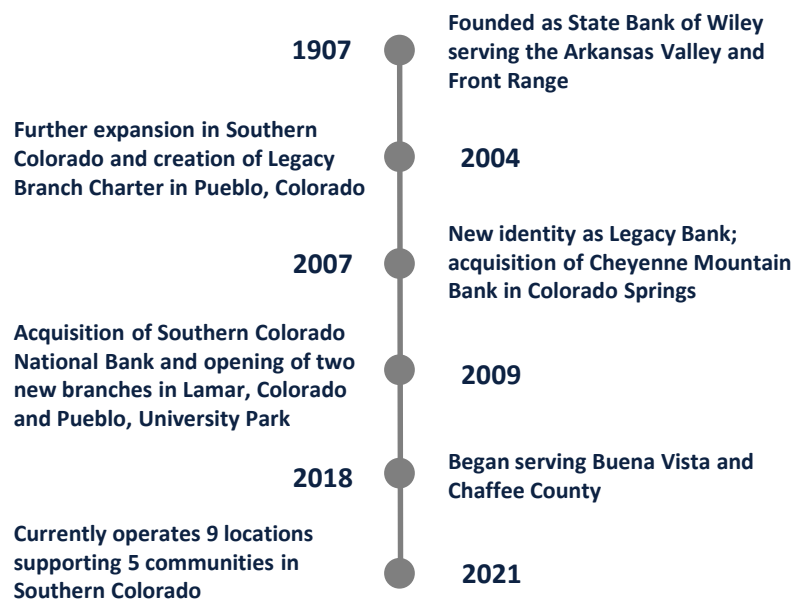 1907
Founded as State Bank of Wiley
serving the Arkansas Valley and
Front Range
Further expansion in Southern
Colorado and creation of Legacy
Branch Charter in Pueblo, Colorado
2004
2007
New identity as Legacy Bank;
acquisition of Cheyenne Mountain
Bank in Colorado Springs
Acquisition of Southern Colorado
National Bank and opening of two
new branches in Lamar, Colorado
and Pueblo, University Park
2009
2018
Began serving Buena Vista and
Chaffee County
Currently operates 9 locations
supporting 5 communities in
Southern Colorado
2021